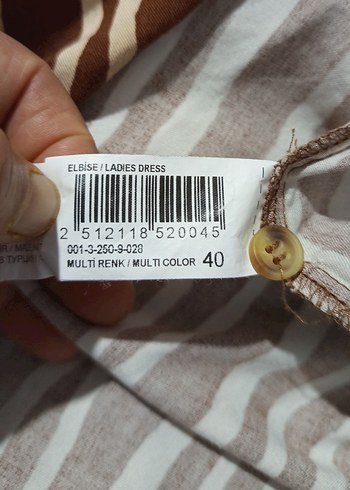 ELBİSE / LADIES DRESS
2 512118 520045
001-3-250-9-028
MULTİ RENK / MULTI COLOR 40